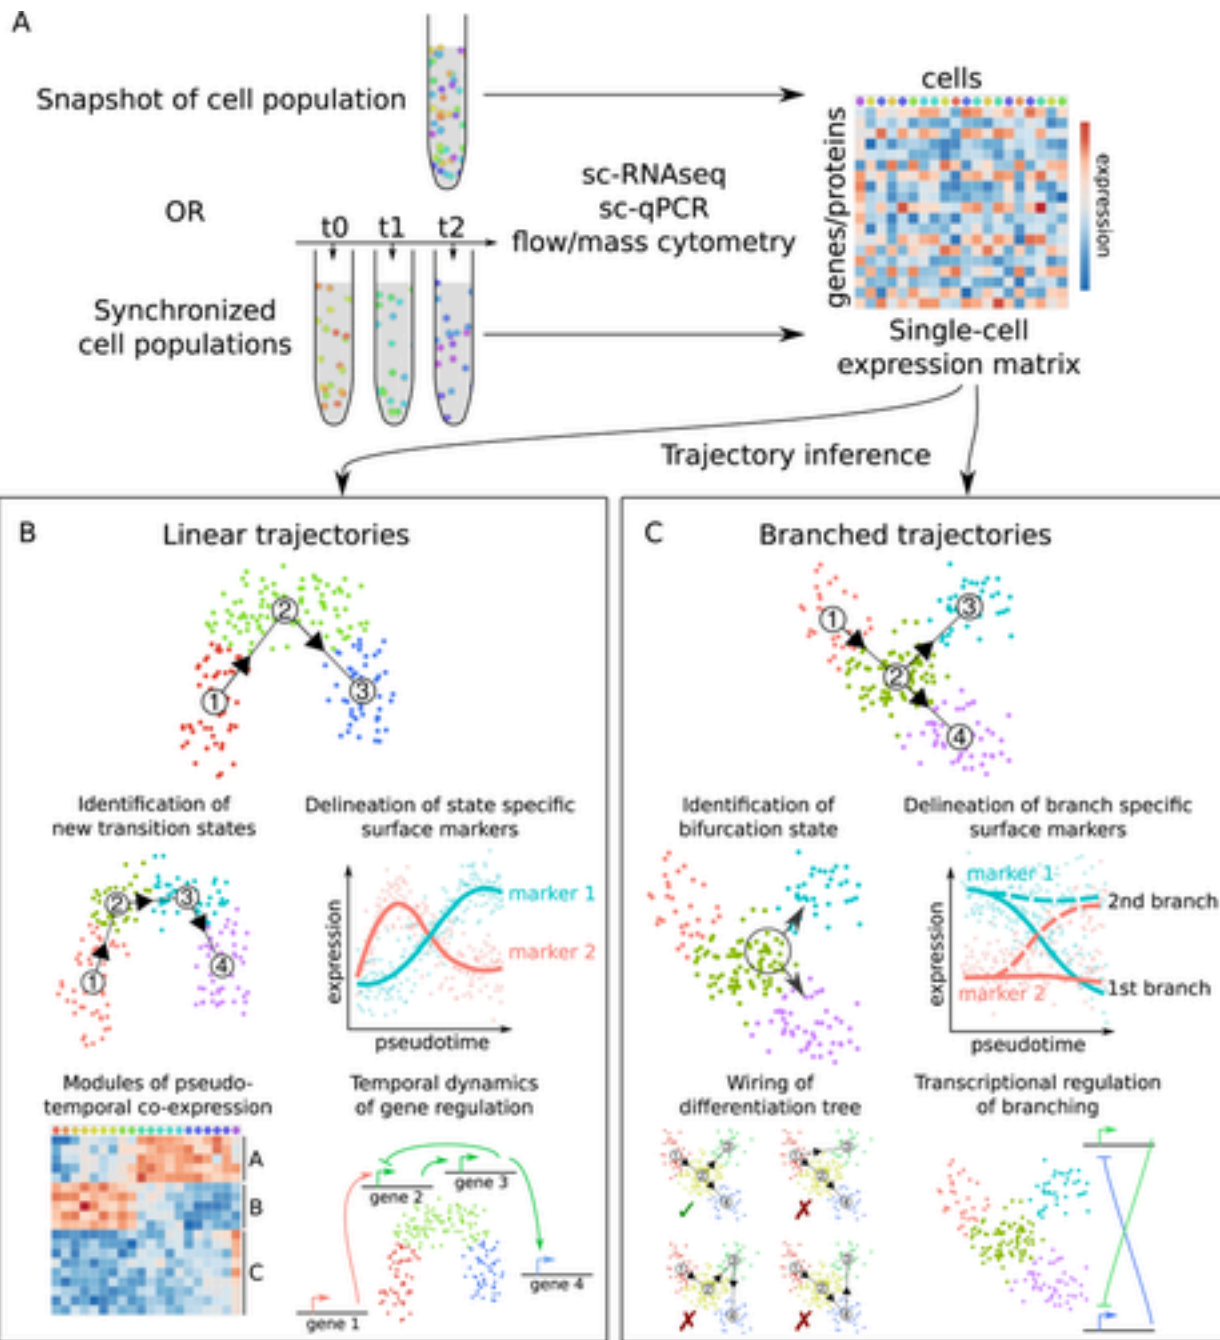 A
Snapshot of cell population
OR
t0 t1 t2
Synchronized
cell populations
sc-RNAseq
sc-qPCR
flow/mass cytometry
cells
genes/proteins
expression
Single-cell
expression matrix
Trajectory inference
B
Linear trajectories
1
2
3
Identification of
new transition states
1
2
3
4
Delineation of state specific
surface markers
expression
marker 1
marker 2
pseudotime
Modules of pseudo-
temporal co-expression
A
B
C
Temporal dynamics
of gene regulation
gene 1
gene 2
gene 3
gene 4
C
Branched trajectories
1
2
3
4
Identification of
bifurcation state
Delineation of branch specific
surface markers
expression
marker 1
marker 2
2nd branch
1st branch
pseudotime
Wiring of
differentiation tree
Transcriptional regulation
of branching